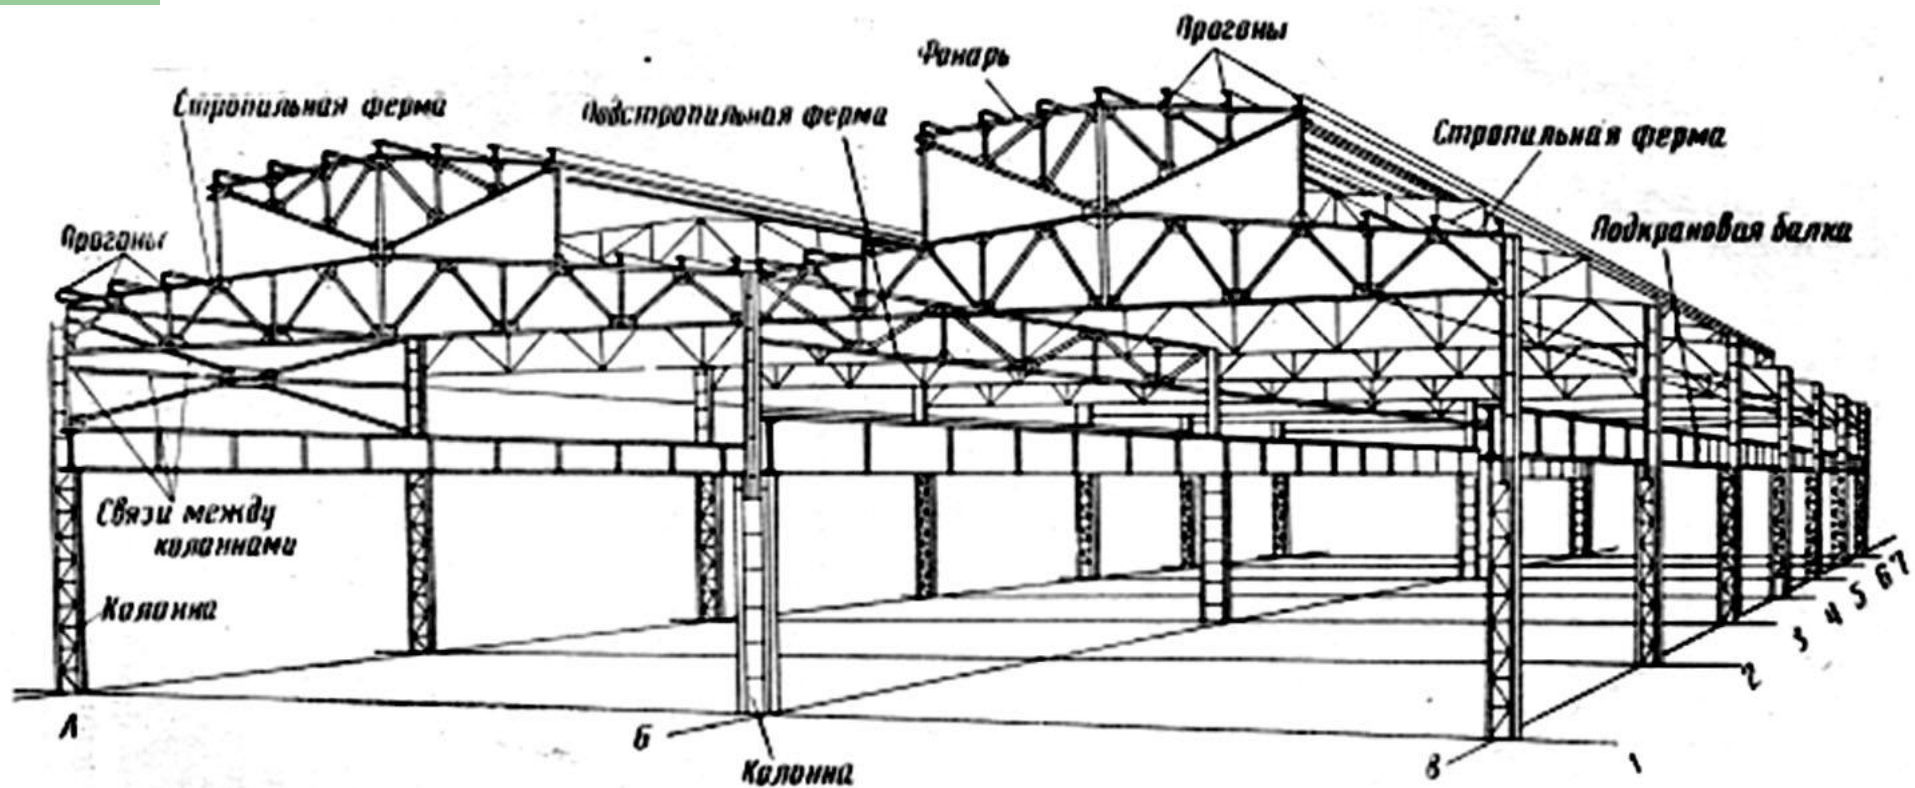 Прогоны
Фонарь
Стропильная ферма
Подстропильная ферма
Стропильная ферма
Прогоны
Подкрановая балка
Связи между
колоннами
Колонна
А
Б
Колонна
В
1
2
3
4
5
6
7